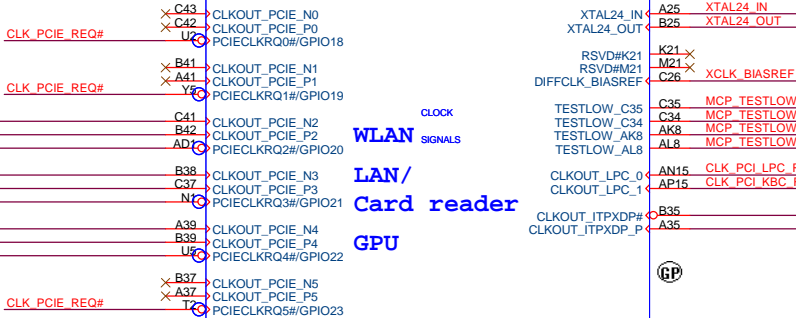 C43 CLKOUT_PCIE_N0
C42 CLKOUT_PCIE_P0
CLK_PCIE_REQ# U2 PCIECLKRQ0#/GPIO18
B41 CLKOUT_PCIE_N1
A41 CLKOUT_PCIE_P1
CLK_PCIE_REQ# Y5 PCIECLKRQ1#/GPIO19
C41 CLKOUT_PCIE_N2
B42 CLKOUT_PCIE_P2
AD1 PCIECLKRQ2#/GPIO20
B38 CLKOUT_PCIE_N3
C37 CLKOUT_PCIE_P3
N1 PCIECLKRQ3#/GPIO21
A39 CLKOUT_PCIE_N4
B39 CLKOUT_PCIE_P4
U5 PCIECLKRQ4#/GPIO22
B37 CLKOUT_PCIE_N5
A37 CLKOUT_PCIE_P5
CLK_PCIE_REQ# T2 PCIECLKRQ5#/GPIO23
CLOCK
SIGNALS
WLAN
LAN/
Card reader
GPU
XTAL24_IN A25 XTAL24_IN
XTAL24_OUT B25 XTAL24_OUT
RSVD#K21 K21
RSVD#M21 M21
DIFFCLK_BIASREF C26 XCLK_BIASREF
TESTLOW_C35 C35 MCP_TESTLOW
TESTLOW_C34 C34 MCP_TESTLOW
TESTLOW_AK8 AK8 MCP_TESTLOW
TESTLOW_AL8 AL8 MCP_TESTLOW
CLKOUT_LPC_0 AN15 CLK_PCI_LPC_
CLKOUT_LPC_1 AP15 CLK_PCI_KBC_
CLKOUT_ITPXDP# B35
CLKOUT_ITPXDP_P A35
GP